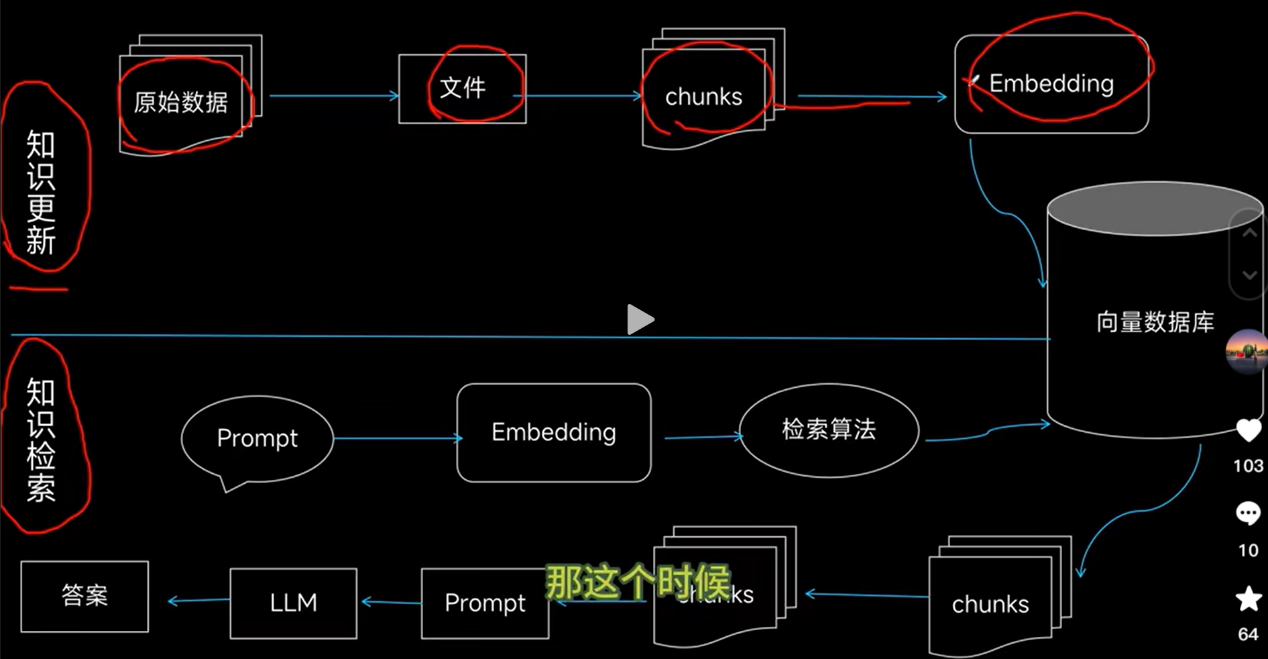 原始数据
文件
chunks
Embedding
知识更新
向量数据库
知识检索
Prompt
Embedding
检索算法
103
10
答案
LLM
Prompt
那这个时候
chunks
chunks
64